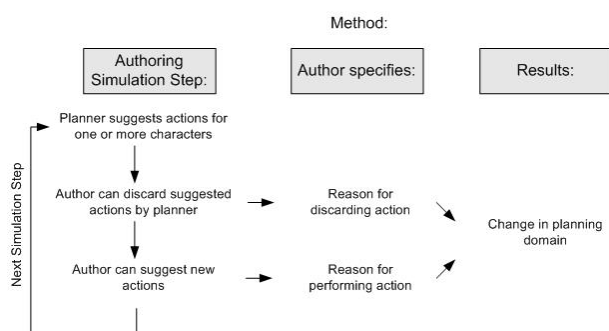 Method:
Authoring
Simulation Step:
Author specifies:
Results:
Planner suggests actions for
one or more characters
Author can discard suggested
actions by planner
Reason for
discarding action
Change in planning
domain
Author can suggest new
actions
Reason for
performing action
Next Simulation Step